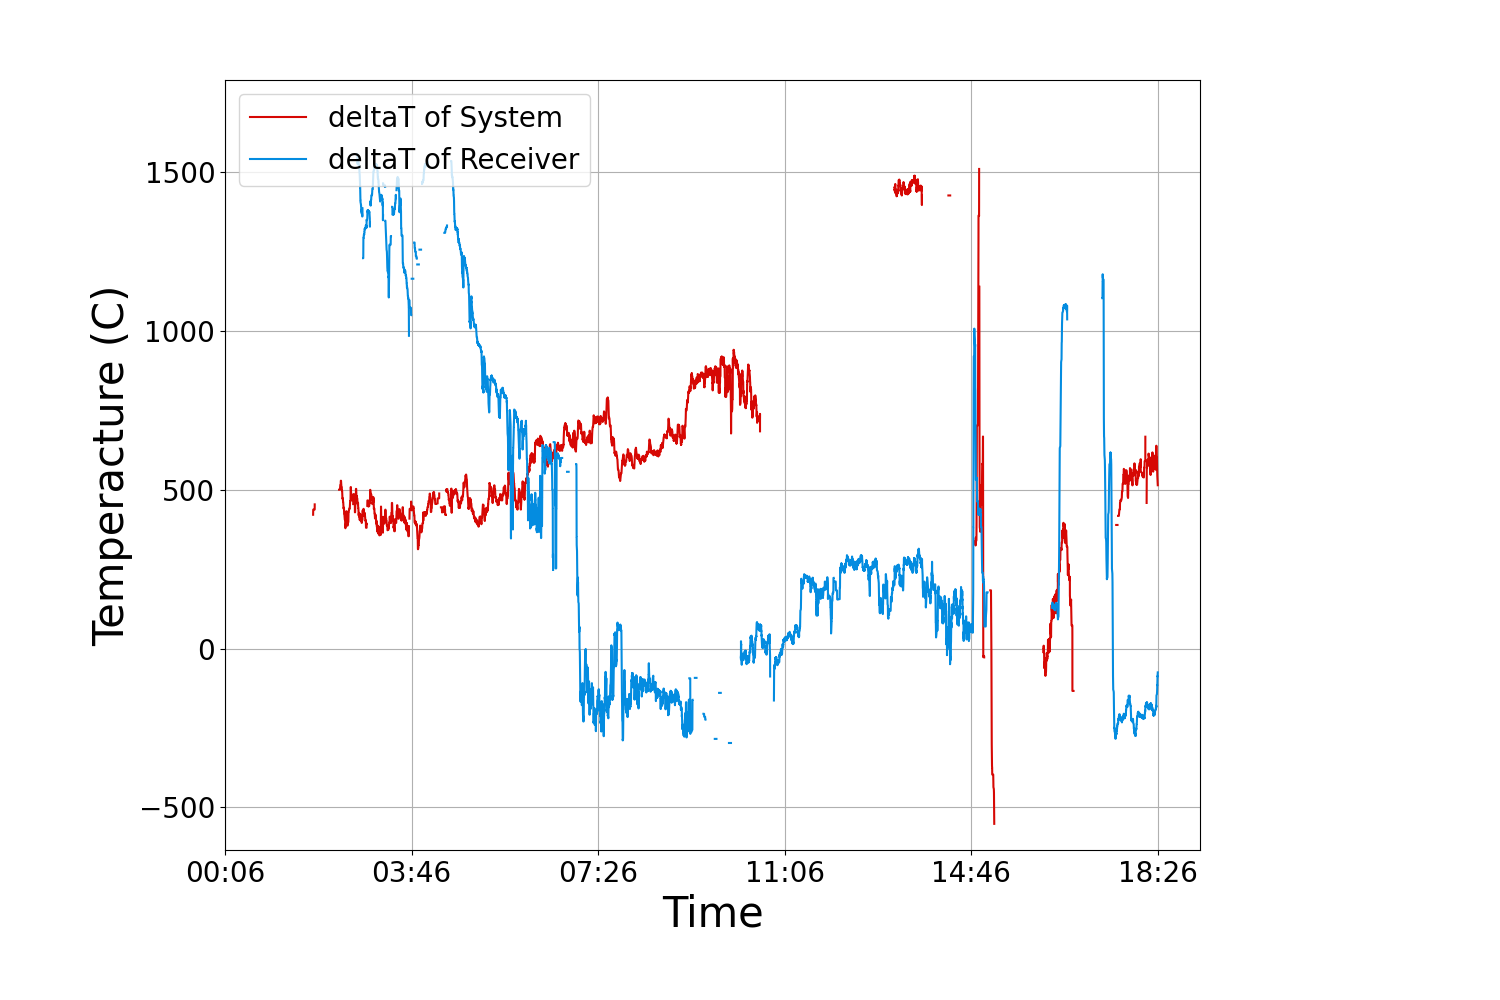 deltaT of System
deltaT of Receiver
1500
1000
500
0
−500
Temperacture (C)
00:06 03:46 07:26 11:06 14:46 18:26
Time